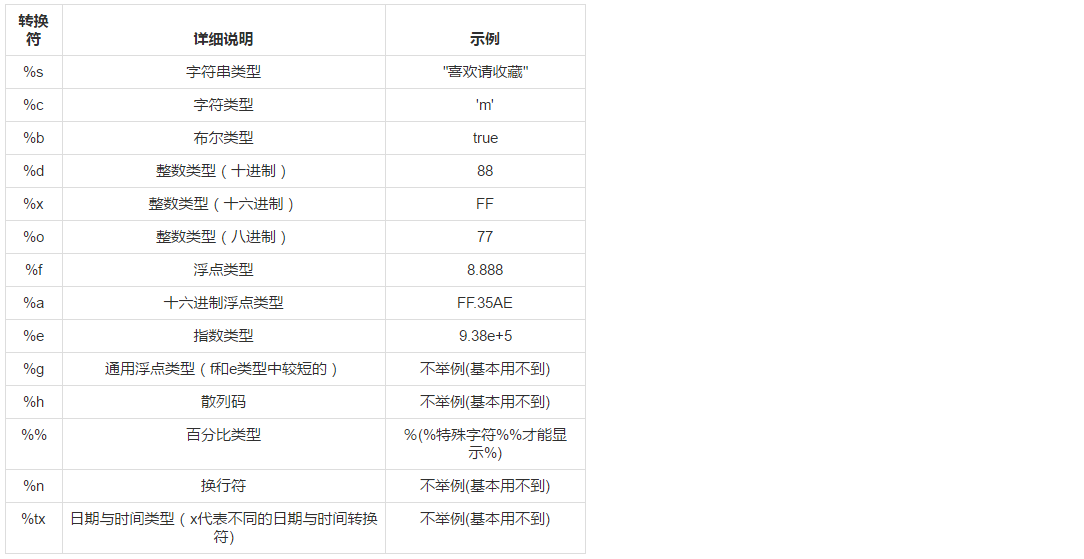 转换
符 详细说明 示例
%s 字符串类型 "喜欢请收藏"
%c 字符类型 'm'
%b 布尔类型 true
%d 整数类型（十进制） 88
%x 整数类型（十六进制） FF
%o 整数类型（八进制） 77
%f 浮点类型 8.888
%a 十六进制浮点类型 FF.35AE
%e 指数类型 9.38e+5
%g 通用浮点类型（f和e类型中较短的） 不举例(基本用不到)
%h 散列码 不举例(基本用不到)
%% 百分比类型 ％(%特殊字符%%才能显
示%)
%n 换行符 不举例(基本用不到)
%tx 日期与时间类型（x代表不同的日期与时间转换
符) 不举例(基本用不到)